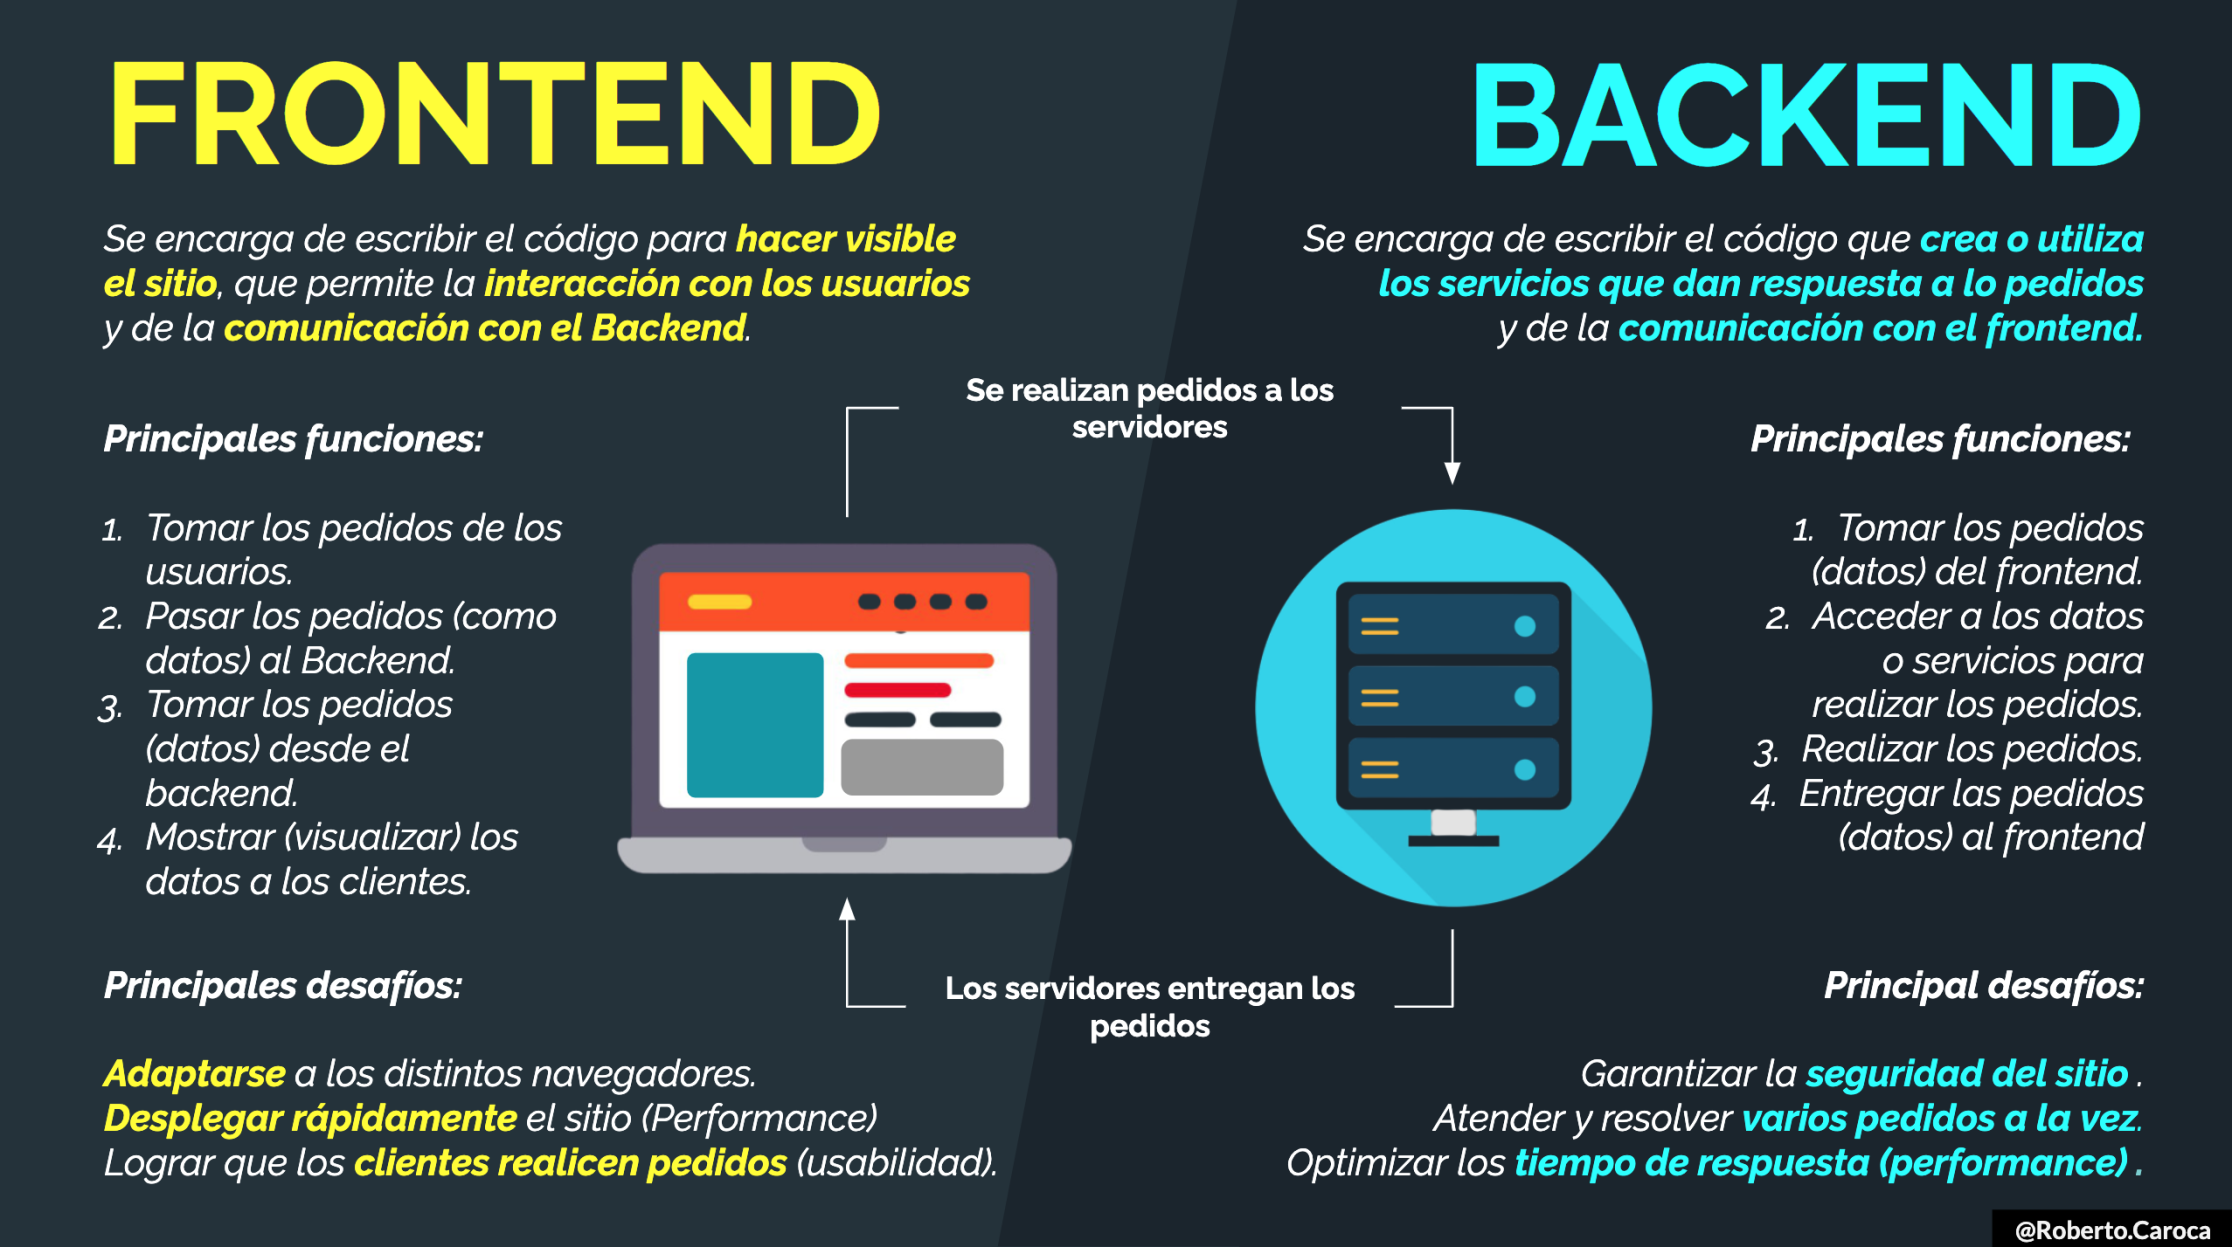 FRONTEND
Se encarga de escribir el código para hacer visible
el sitio, que permite la interacción con los usuarios
y de la comunicación con el Backend.
Principales funciones:
1. Tomar los pedidos de los
usuarios.
2. Pasar los pedidos (como
datos) al Backend.
3. Tomar los pedidos
(datos) desde el
backend.
4. Mostrar (visualizar) los
datos a los clientes.
Principales desafíos:
Adaptarse a los distintos navegadores.
Desplegar rápidamente el sitio (Performance)
Lograr que los clientes realicen pedidos (usabilidad).
Se realizan pedidos a los
servidores
Los servidores entregan los
pedidos
BACKEND
Se encarga de escribir el código que crea o utiliza
los servicios que dan respuesta a lo pedidos
y de la comunicación con el frontend.
Principales funciones:
1. Tomar los pedidos
(datos) del frontend.
2. Acceder a los datos
o servicios para
realizar los pedidos.
3. Realizar los pedidos.
4. Entregar las pedidos
(datos) al frontend
Principal desafíos:
Garantizar la seguridad del sitio .
Atender y resolver varios pedidos a la vez.
Optimizar los tiempo de respuesta (performance) .
@Roberto.Caroca